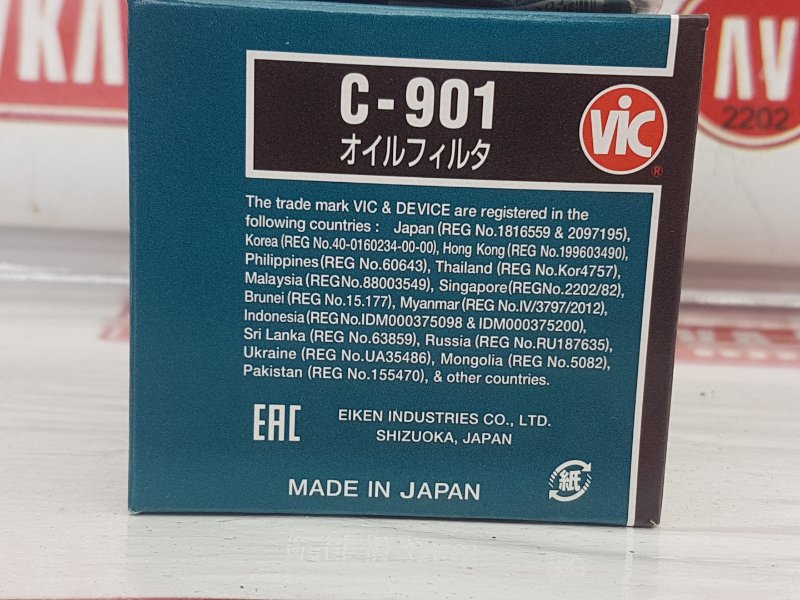 C-901
オイルフィルタ
ViC
®
The trade mark VIC & DEVICE are registered in the
following countries : Japan (REG No.1816559 & 2097195),
Korea (REG No.40-0160234-00-00), Hong Kong (REG No.199603490),
Philippines(REG No.60643), Thailand (REG No.Kor4757),
Malaysia(REG No.88003549), Singapore(REGNo.2202/82),
Brunei (REG No.15.177), Myanmar (REG No.IV/3797/2012),
Indonesia(REG No.IDM000375098 & IDM000375200),
Sri Lanka (REG No.63859), Russia (REG No.RU187635),
Ukraine (REG No.UA35486), Mongolia (REG No.5082),
Pakistan (REG No.155470), & other countries.
EAC
EIKEN INDUSTRIES CO., LTD.
SHIZUOKA, JAPAN
MADE IN JAPAN
紙
2202